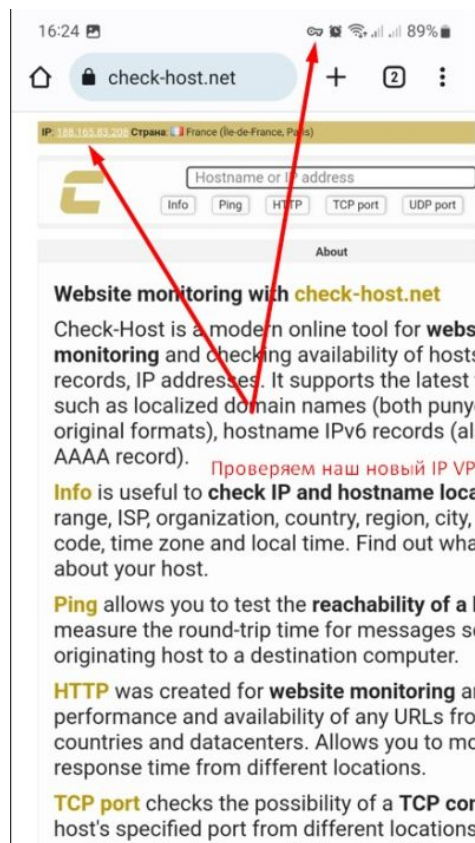 16:24 89%
check-host.net + 2
IP: 188.165.83.208 Страна: France (Île-de-France, Paris)
Hostname or IP address
Info Ping HTTP TCP port UDP port
About
Website monitoring with check-host.net
Check-Host is a modern online tool for webs
monitoring and checking availability of hosts
records, IP addresses. It supports the latest
such as localized domain names (both puny
original formats), hostname IPv6 records (al
AAAA record).
Проверяем наш новый IP VP
Info is useful to check IP and hostname loca
range, ISP, organization, country, region, city,
code, time zone and local time. Find out wha
about your host.
Ping allows you to test the reachability of a
measure the round-trip time for messages s
originating host to a destination computer.
HTTP was created for website monitoring a
performance and availability of any URLs fro
countries and datacenters. Allows you to mo
response time from different locations.
TCP port checks the possibility of a TCP con
host's specified port from different locations